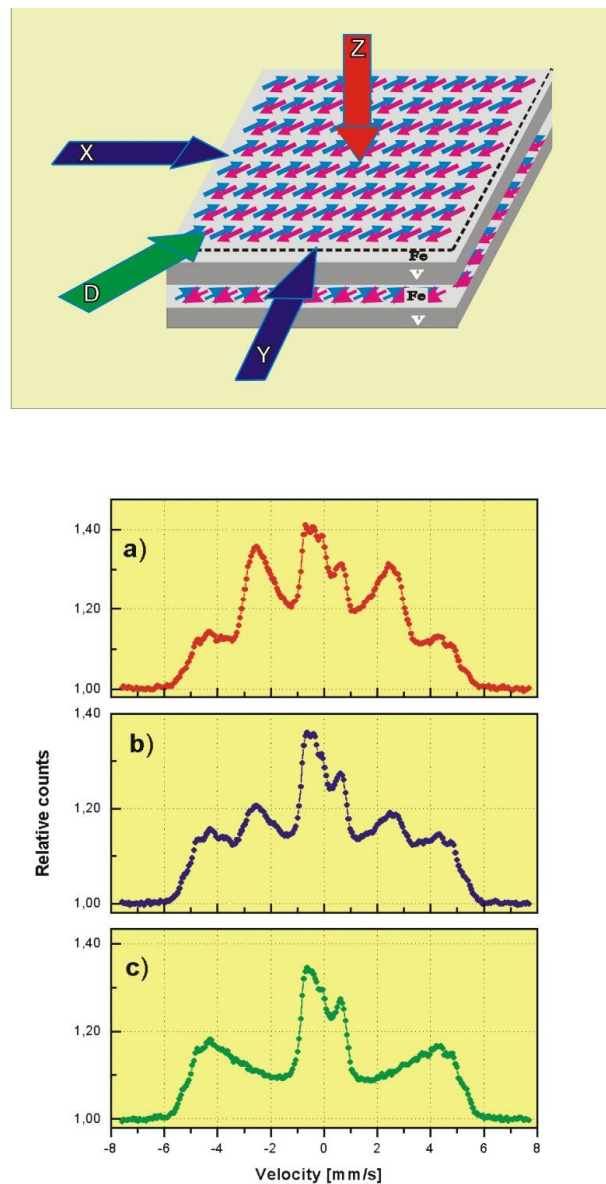 Z
X
Fe
V
D
Fe
Y
V
a)
1,40
1,20
1,00
b)
1,40
1,20
1,00
Relative counts
c)
1,40
1,20
1,00
-8 -6 -4 -2 0 2 4 6 8
Velocity [mm/s]